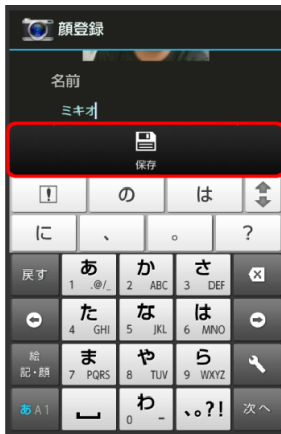 顔登録
名前
ミキオ
保存
! の は
に 、 。 ?
戻す あ 1 .@/_ か 2 ABC さ 3 DEF
た 4 GHI な 5 JKL は 6 MNO
絵記・顔 ま 7 PQRS や 8 TUV ら 9 WXYZ
あA1 わ 0 - 、。?! 次へ